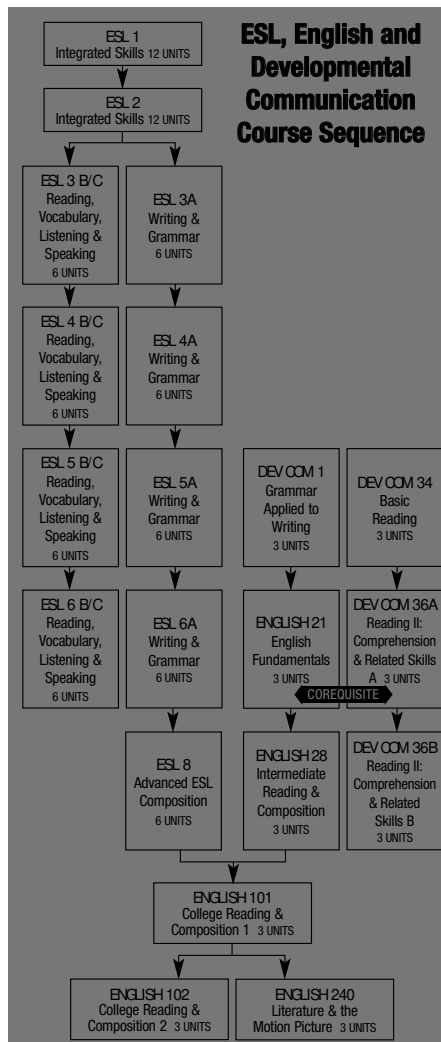 ESL, English and
Developmental
Communication
Course Sequence
ESL 1
Integrated Skills 12 UNITS
ESL 2
Integrated Skills 12 UNITS
ESL 3 B/C
Reading,
Vocabulary,
Listening &
Speaking
6 UNITS
ESL 3A
Writing &
Grammar
6 UNITS
ESL 4 B/C
Reading,
Vocabulary,
Listening &
Speaking
6 UNITS
ESL 4A
Writing &
Grammar
6 UNITS
ESL 5 B/C
Reading,
Vocabulary,
Listening &
Speaking
6 UNITS
ESL 5A
Writing &
Grammar
6 UNITS
DEV COM 1
Grammar
Applied to
Writing
3 UNITS
DEV COM 34
Basic
Reading
3 UNITS
ESL 6 B/C
Reading,
Vocabulary,
Listening &
Speaking
6 UNITS
ESL 6A
Writing &
Grammar
6 UNITS
ENGLISH 21
English
Fundamentals
3 UNITS
DEV COM 36A
Reading II:
Comprehension
& Related Skills
A 3 UNITS
COREQUISITE
ESL 8
Advanced ESL
Composition
6 UNITS
ENGLISH 28
Intermediate
Reading &
Composition
3 UNITS
DEV COM 36B
Reading II:
Comprehension
& Related
Skills B
3 UNITS
ENGLISH 101
College Reading &
Composition 1 3 UNITS
ENGLISH 102
College Reading &
Composition 2 3 UNITS
ENGLISH 240
Literature & the
Motion Picture 3 UNITS